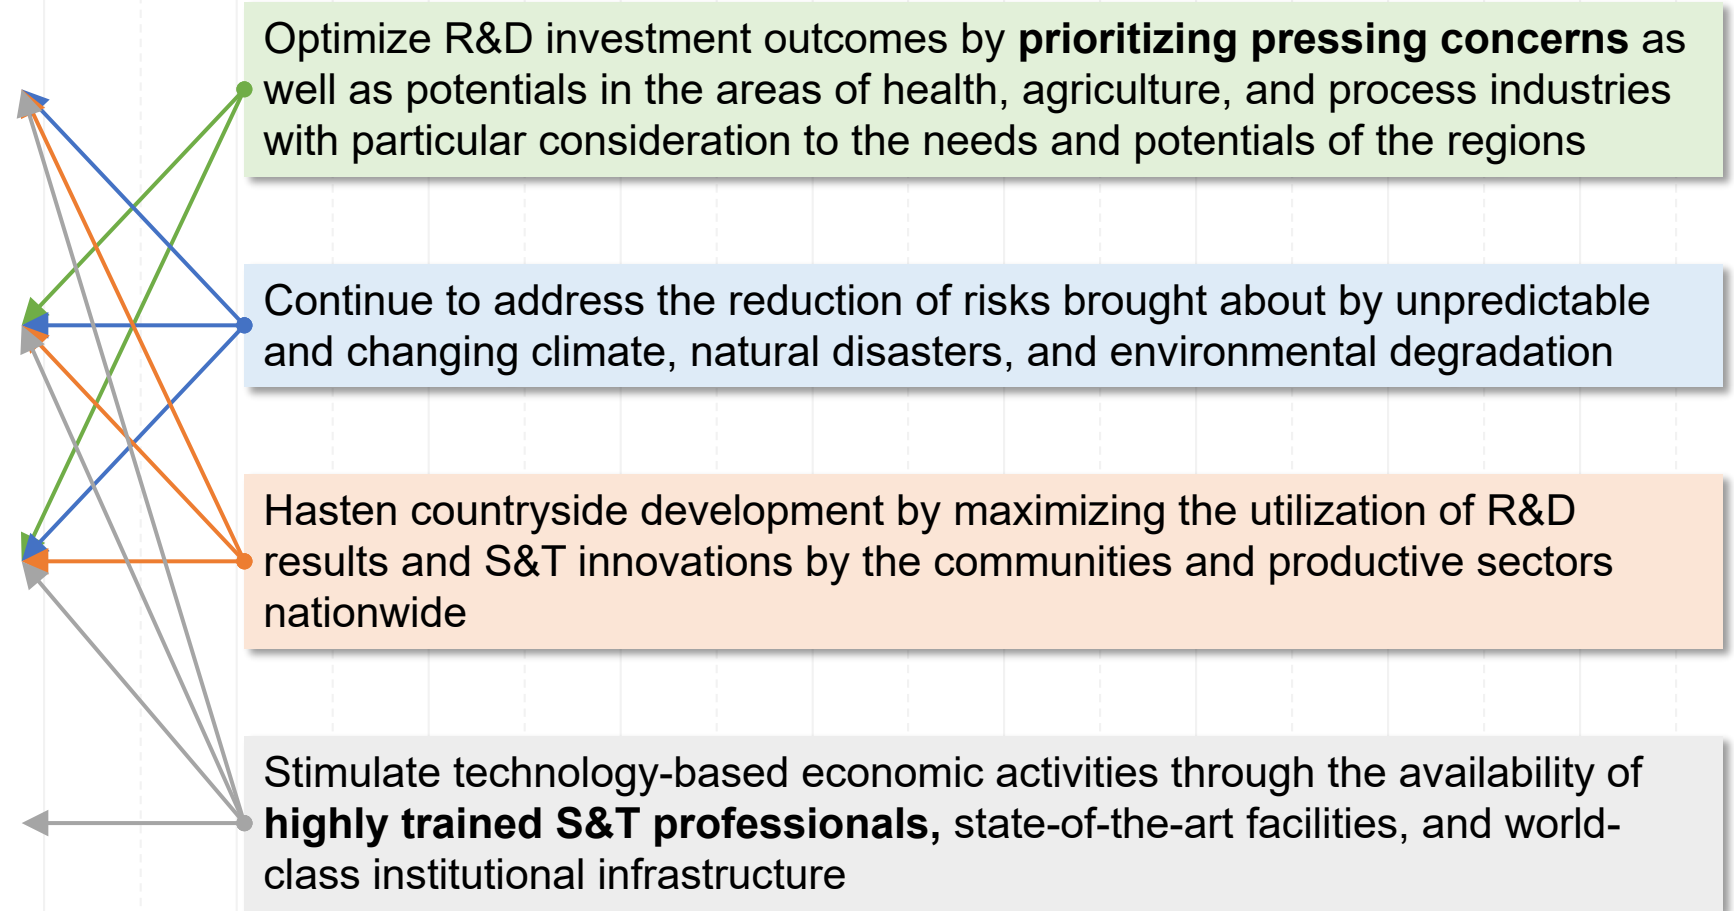 Optimize R&D investment outcomes by prioritizing pressing concerns as
well as potentials in the areas of health, agriculture, and process industries
with particular consideration to the needs and potentials of the regions
Continue to address the reduction of risks brought about by unpredictable
and changing climate, natural disasters, and environmental degradation
Hasten countryside development by maximizing the utilization of R&D
results and S&T innovations by the communities and productive sectors
nationwide
Stimulate technology-based economic activities through the availability of
highly trained S&T professionals, state-of-the-art facilities, and world-
class institutional infrastructure